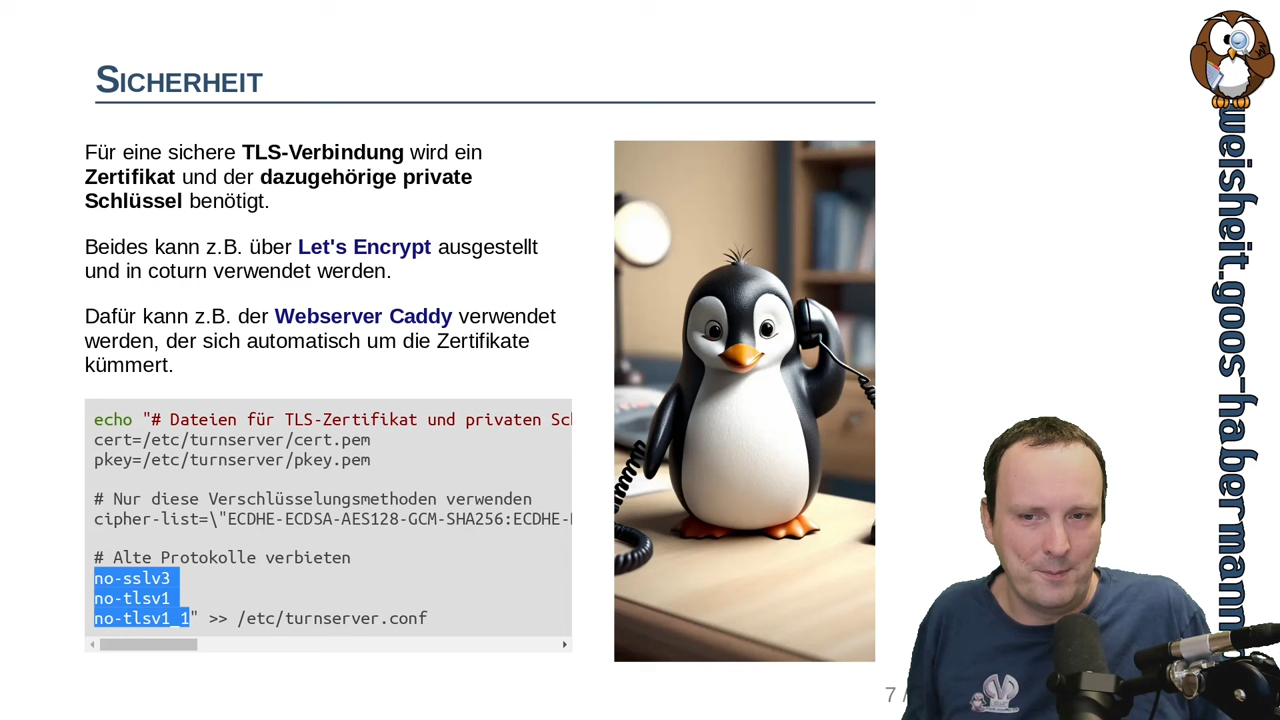 SICHERHEIT
Für eine sichere TLS-Verbindung wird ein
Zertifikat und der dazugehörige private
Schlüssel benötigt.
Beides kann z.B. über Let's Encrypt ausgestellt
und in coturn verwendet werden.
Dafür kann z.B. der Webserver Caddy verwendet
werden, der sich automatisch um die Zertifikate
kümmert.
echo "# Dateien für TLS-Zertifikat und privaten Sc
cert=/etc/turnserver/cert.pem
pkey=/etc/turnserver/pkey.pem
# Nur diese Verschlüsselungsmethoden verwenden
cipher-list=\"ECDHE-ECDSA-AES128-GCM-SHA256:ECDHE-
# Alte Protokolle verbieten
no-sslv3
no-tlsv1
no-tlsv1_1" >> /etc/turnserver.conf
7 /
weisheit.goos-habermann